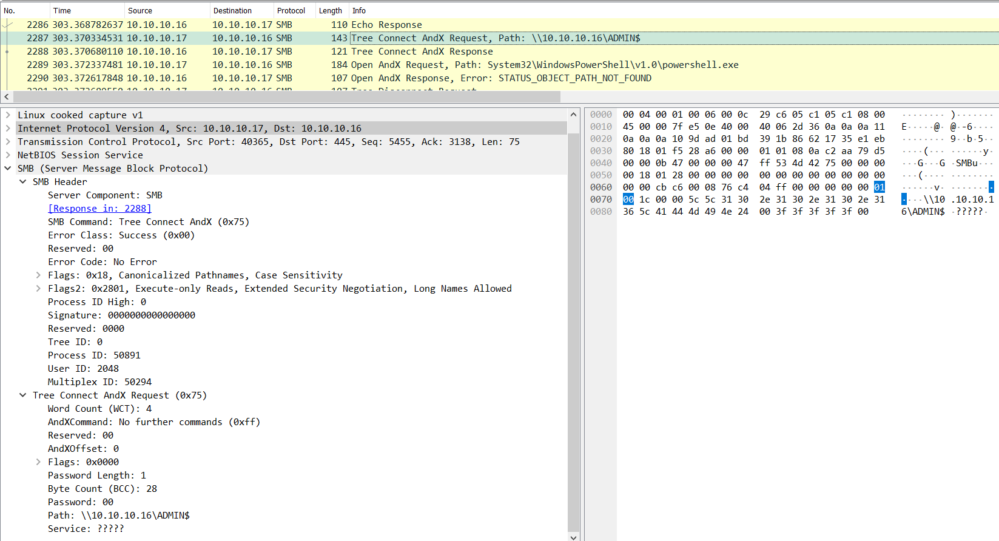 No. Time Source Destination Protocol Length Info
2286 303.368782637 10.10.10.16 10.10.10.17 SMB 110 Echo Response
2287 303.370334531 10.10.10.17 10.10.10.16 SMB 143 Tree Connect AndX Request, Path: \\10.10.10.16\ADMIN$
2288 303.370680110 10.10.10.16 10.10.10.17 SMB 121 Tree Connect AndX Response
2289 303.372337481 10.10.10.17 10.10.10.16 SMB 184 Open AndX Request, Path: System32\WindowsPowerShell\v1.0\powershell.exe
2290 303.372617848 10.10.10.16 10.10.10.17 SMB 107 Open AndX Response, Error: STATUS_OBJECT_PATH_NOT_FOUND
Linux cooked capture v1
Internet Protocol Version 4, Src: 10.10.10.17, Dst: 10.10.10.16
Transmission Control Protocol, Src Port: 40365, Dst Port: 445, Seq: 5455, Ack: 3138, Len: 75
NetBIOS Session Service
SMB (Server Message Block Protocol)
SMB Header
Server Component: SMB
[Response in: 2288]
SMB Command: Tree Connect AndX (0x75)
Error Class: Success (0x00)
Reserved: 00
Error Code: No Error
Flags: 0x18, Canonicalized Pathnames, Case Sensitivity
Flags2: 0x2801, Execute-only Reads, Extended Security Negotiation, Long Names Allowed
Process ID High: 0
Signature: 0000000000000000
Reserved: 0000
Tree ID: 0
Process ID: 50891
User ID: 2048
Multiplex ID: 50294
Tree Connect AndX Request (0x75)
Word Count (WCT): 4
AndXCommand: No further commands (0xff)
Reserved: 00
AndXOffset: 0
Flags: 0x0000
Password Length: 1
Byte Count (BCC): 28
Password: 00
Path: \\10.10.10.16\ADMIN$
Service: ?????
0000 00 04 00 01 00 06 00 0c 29 c6 05 c1 05 c1 08 00 ········ )·······
0010 45 00 00 7f e5 0e 40 00 40 06 2d 36 0a 0a 0a 11 E·····@· @·-6····
0020 0a 0a 0a 10 9d ad 01 bd 39 1b 86 62 17 35 e1 eb ········ 9··b·5··
0030 80 18 01 f5 28 a6 00 00 01 01 08 0a c2 aa 79 d5 ····(··· ······y·
0040 00 00 0b 47 00 00 00 47 ff 53 4d 42 75 00 00 00 00 ···G···G ·SMBu····
0050 00 18 01 28 00 00 00 00 00 00 00 00 00 00 00 00 ···(···· ········
0060 00 00 cb c6 00 08 76 c4 04 ff 00 00 00 00 00 01 ······v· ········
0070 00 1c 00 00 5c 5c 31 30 2e 31 30 2e 31 30 2e 31 ····\\10 .10.10.1
0080 36 5c 41 44 4d 49 4e 24 00 3f 3f 3f 3f 3f 00 6\ADMIN$ ·?????·